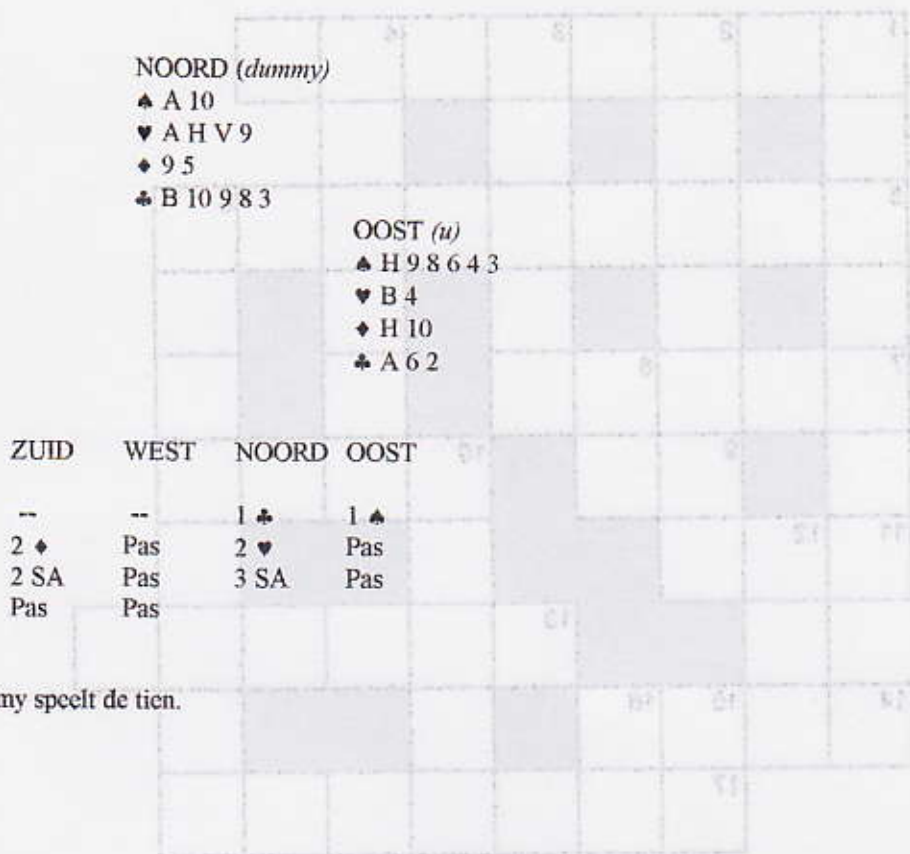 NOORD (dummy)
♠ A 10
♥ A H V 9
♦ 9 5
♣ B 10 9 8 3
OOST (u)
♠ H 9 8 6 4 3
♥ B 4
♦ H 10
♣ A 6 2
ZUID WEST NOORD OOST
-- -- 1 ♣ 1 ♠
2 ♦ Pas 2 ♥ Pas
2 SA Pas 3 SA Pas
Pas Pas
my speelt de tien.